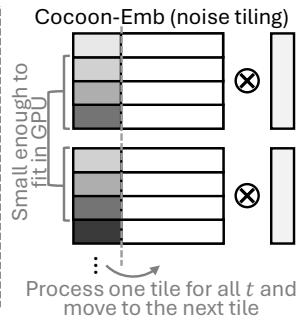 Cocoon-Emb (noise tiling)
Small enough to
fit in GPU
Process one tile for all t and
move to the next tile